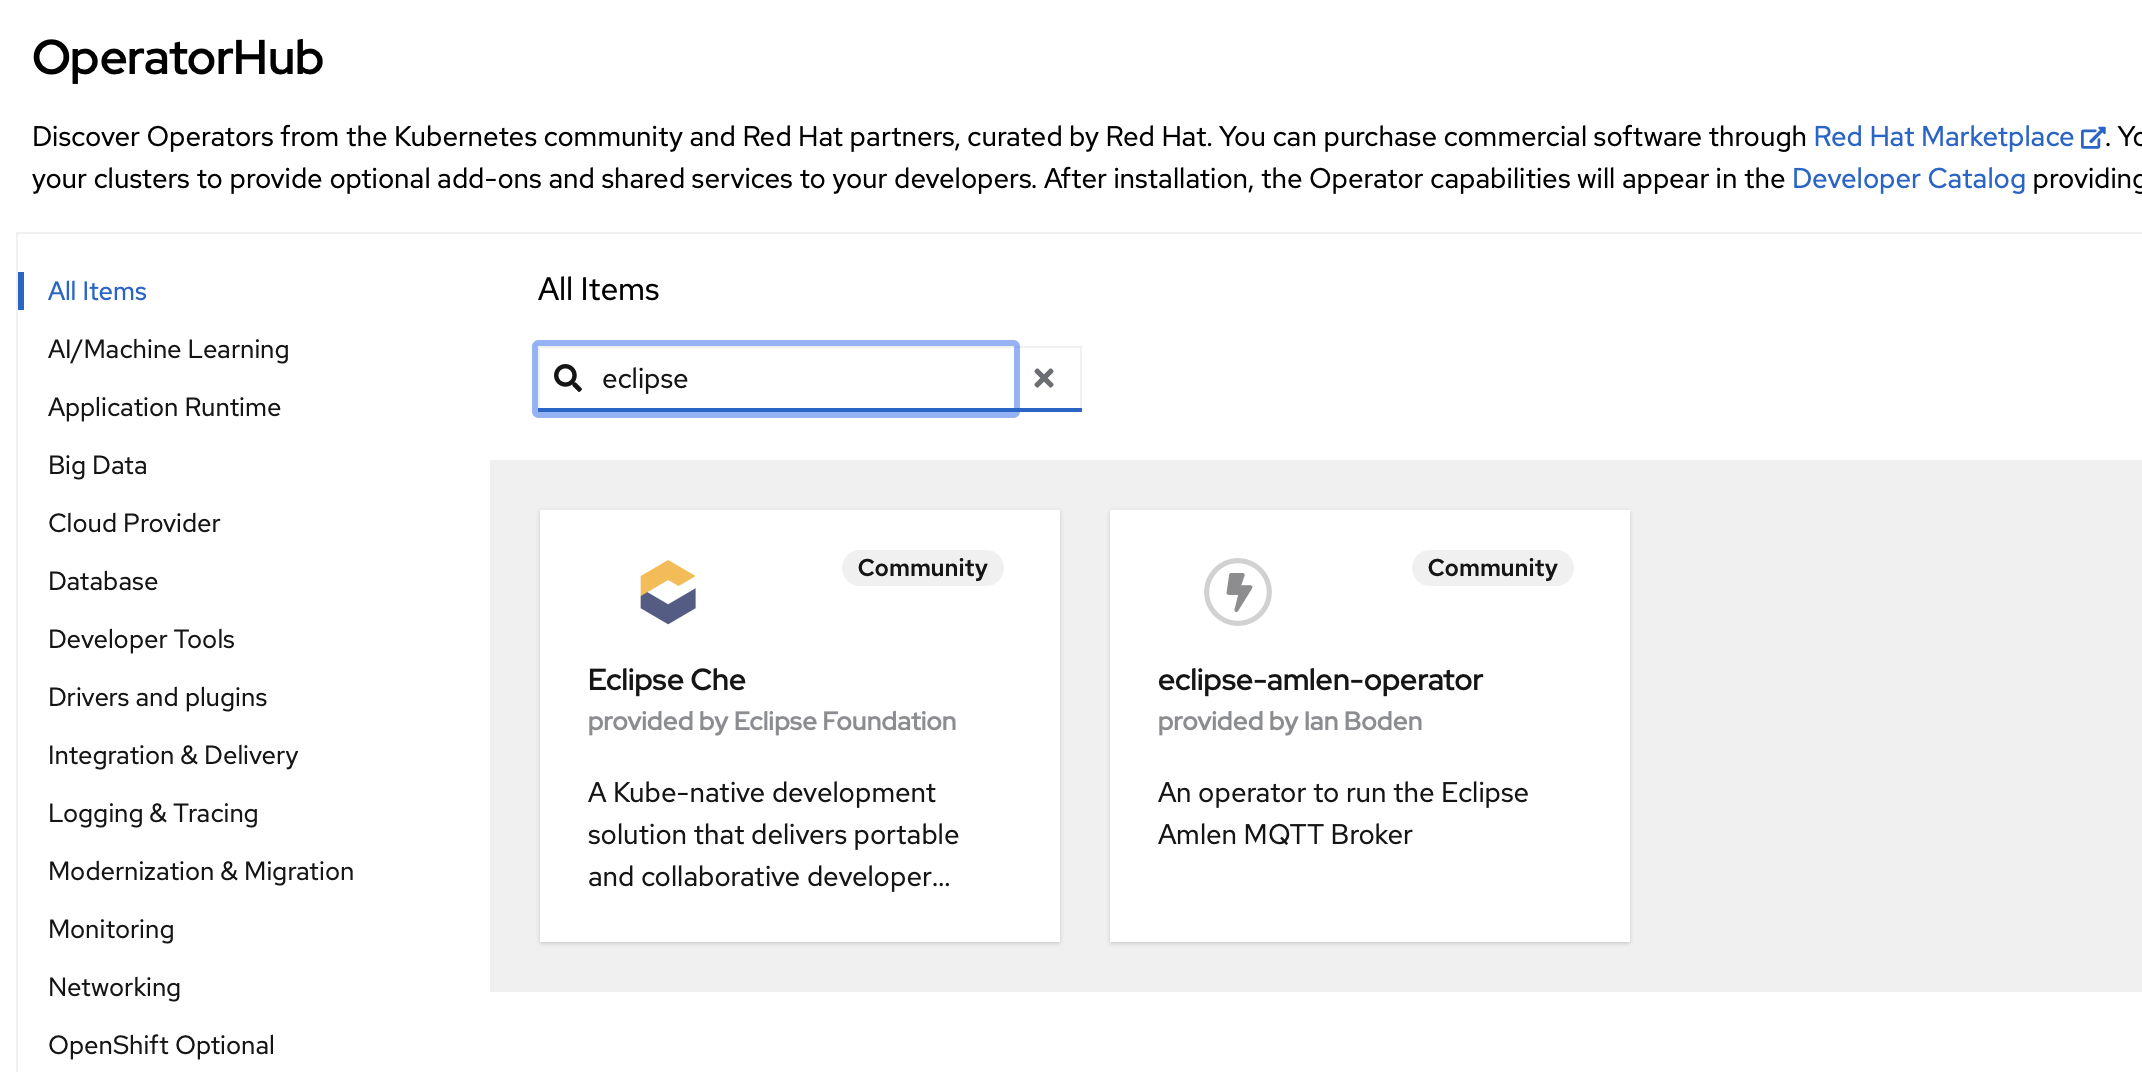 OperatorHub
Discover Operators from the Kubernetes community and Red Hat partners, curated by Red Hat. You can purchase commercial software through Red Hat Marketplace. Yo
your clusters to provide optional add-ons and shared services to your developers. After installation, the Operator capabilities will appear in the Developer Catalog providing
All Items
AI/Machine Learning
Application Runtime
Big Data
Cloud Provider
Database
Developer Tools
Drivers and plugins
Integration & Delivery
Logging & Tracing
Modernization & Migration
Monitoring
Networking
OpenShift Optional
All Items
eclipse
Community
Eclipse Che
provided by Eclipse Foundation
A Kube-native development
solution that delivers portable
and collaborative developer...
Community
eclipse-amlen-operator
provided by Ian Boden
An operator to run the Eclipse
Amlen MQTT Broker